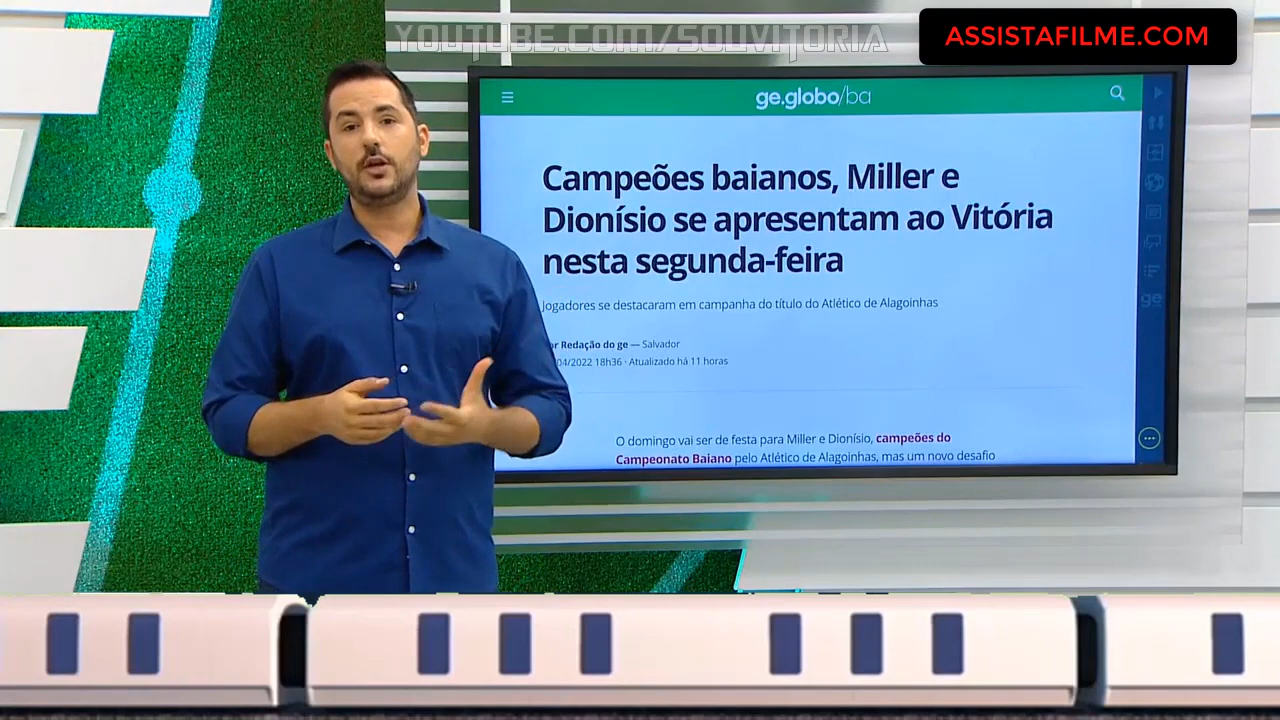 YOUTUBE.COM/SOUVITORIA
ASSISTAFILME.COM
ge.globo/ba
Campeões baianos, Miller e
Dionísio se apresentam ao Vitória
nesta segunda-feira
Jogadores se destacaram em campanha do título do Atlético de Alagoinhas
Redação do ge — Salvador
04/2022 18h36 · Atualizado há 11 horas
O domingo vai ser de festa para Miller e Dionísio, campeões do
Campeonato Baiano pelo Atlético de Alagoinhas, mas um novo desafio
ge